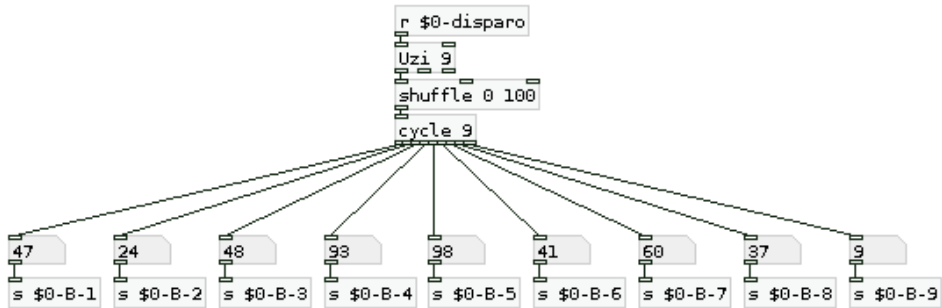 r $0-disparo
Uzi 9
shuffle 0 100
cycle 9
47 24 48 93 98 41 60 37 9
s $0-B-1 s $0-B-2 s $0-B-3 s $0-B-4 s $0-B-5 s $0-B-6 s $0-B-7 s $0-B-8 s $0-B-9